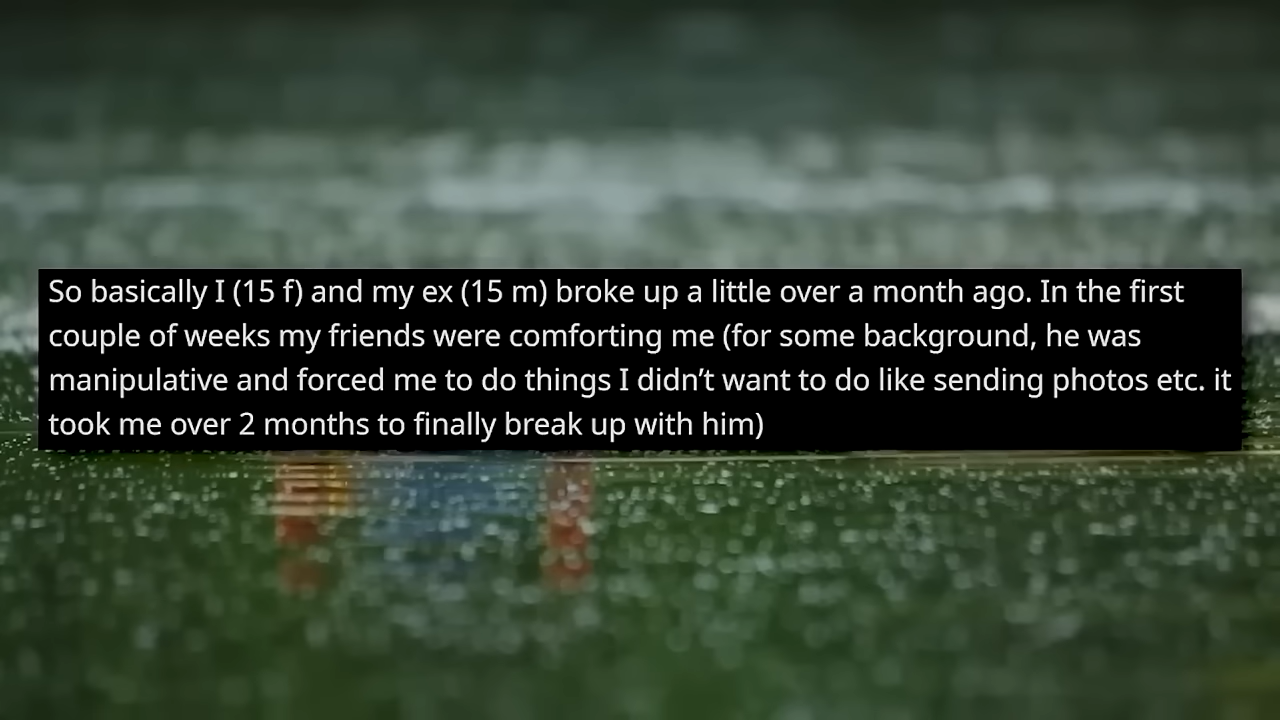 So basically I (15 f) and my ex (15 m) broke up a little over a month ago. In the first
couple of weeks my friends were comforting me (for some background, he was
manipulative and forced me to do things I didn’t want to do like sending photos etc. it
took me over 2 months to finally break up with him)